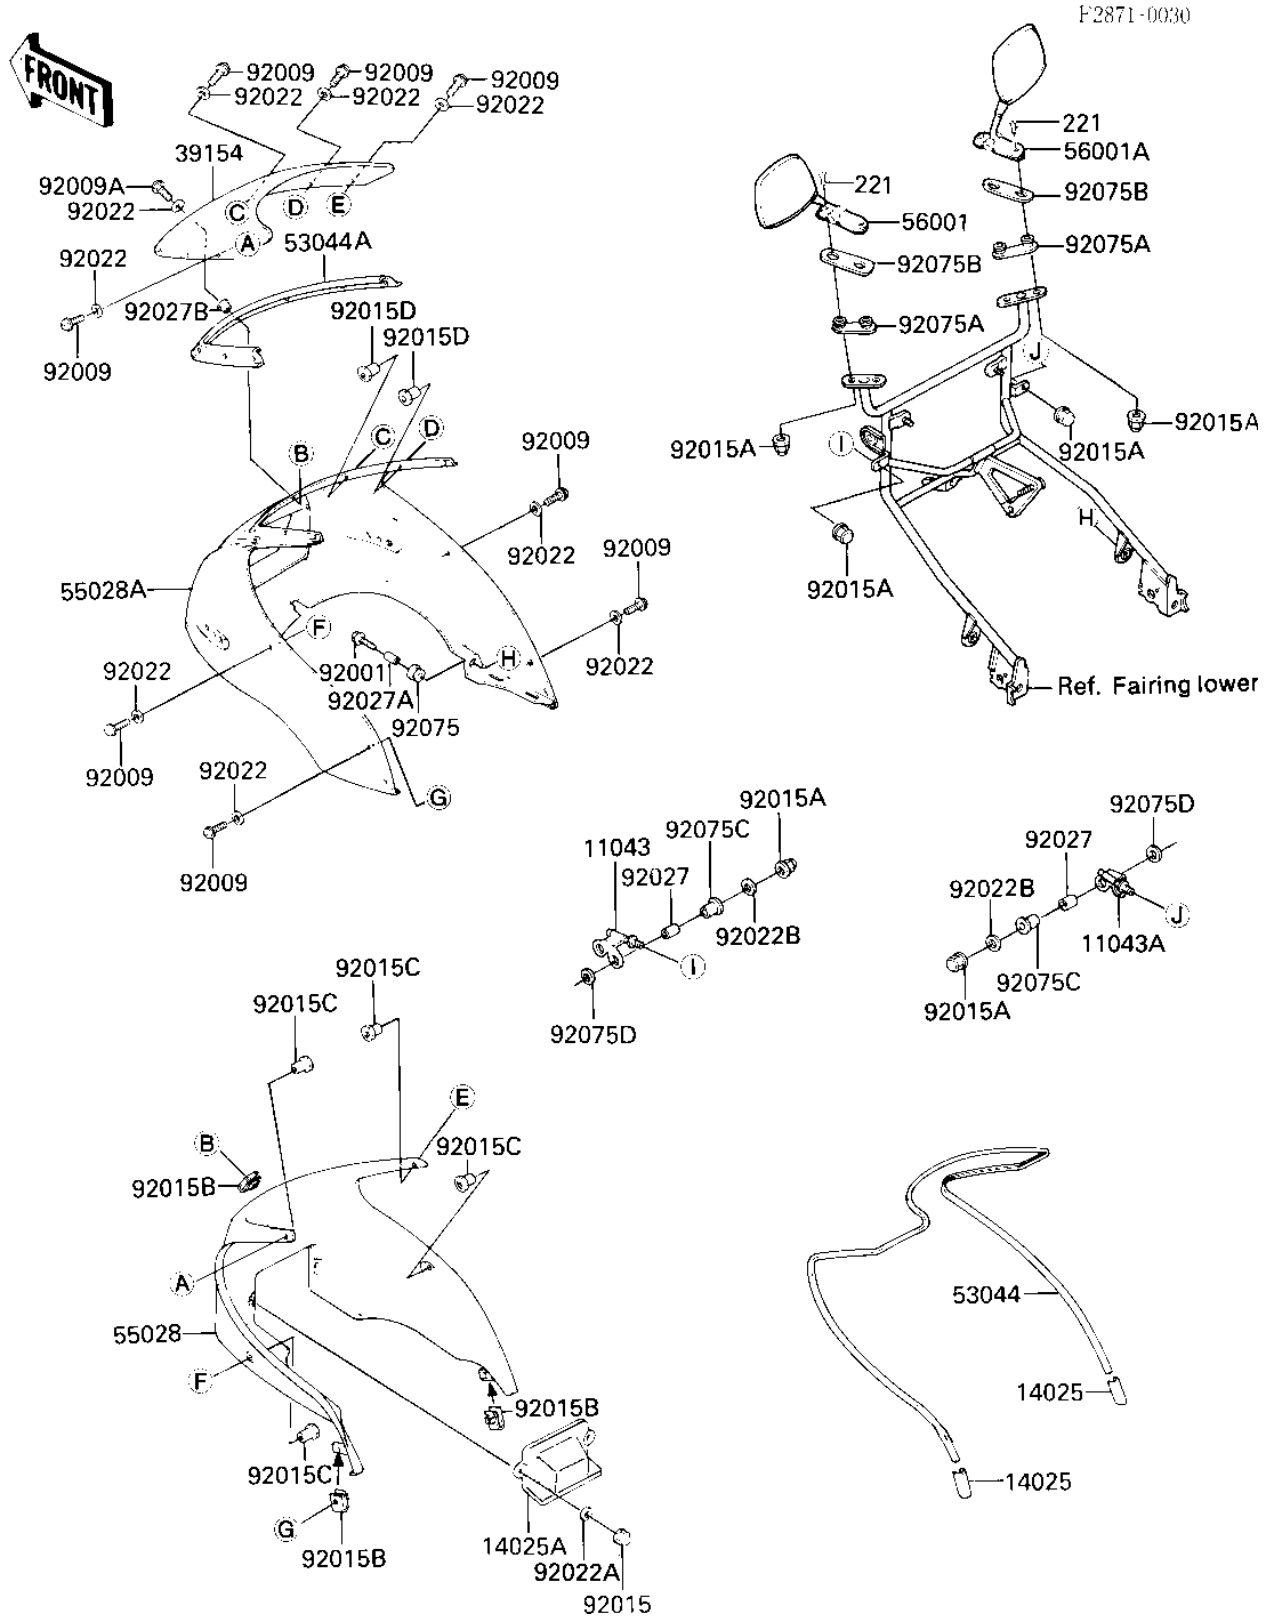 F2871-0030
FRONT
92009
92022
92009
92022
92009
92022
39154
92009A
92022
C
D
E
A
53044A
92022
92027B
92009
92015D
92015D
221
56001A
92075B
92075A
221
56001
92075B
92075A
J
92015A
I
92015A
92015A
92015A
H
Ref. Fairing lower
B
C
D
92009
92022
92009
92022
55028A
F
H
92001
92027A
92075
92022
92009
92022
92009
G
92015A
92075C
11043
92027
92022B
I
92075D
92075D
92027
92022B
J
11043A
92075C
92015A
92015C
92015C
E
B
92015C
92015B
A
55028
F
92015B
92015C
G
92015B
14025A
92022A
92015
53044
14025
14025